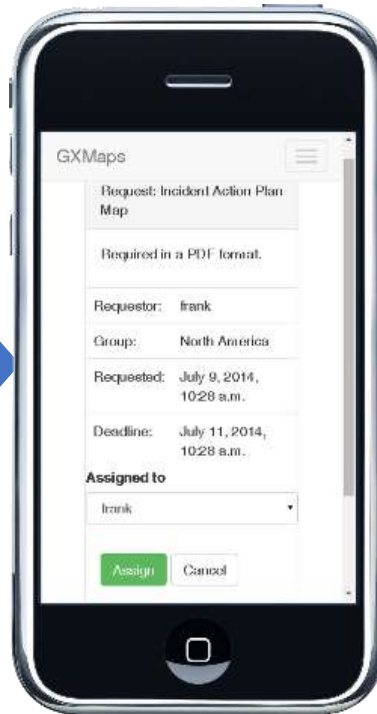 GXMaps
Request: Incident Action Plan
Map
Required in a PDF format.
Requestor: frank
Group: North America
Requested: July 9, 2014,
10:28 a.m.
Deadline: July 11, 2014,
10:28 a.m.
Assigned to
frank
Assign Cancel